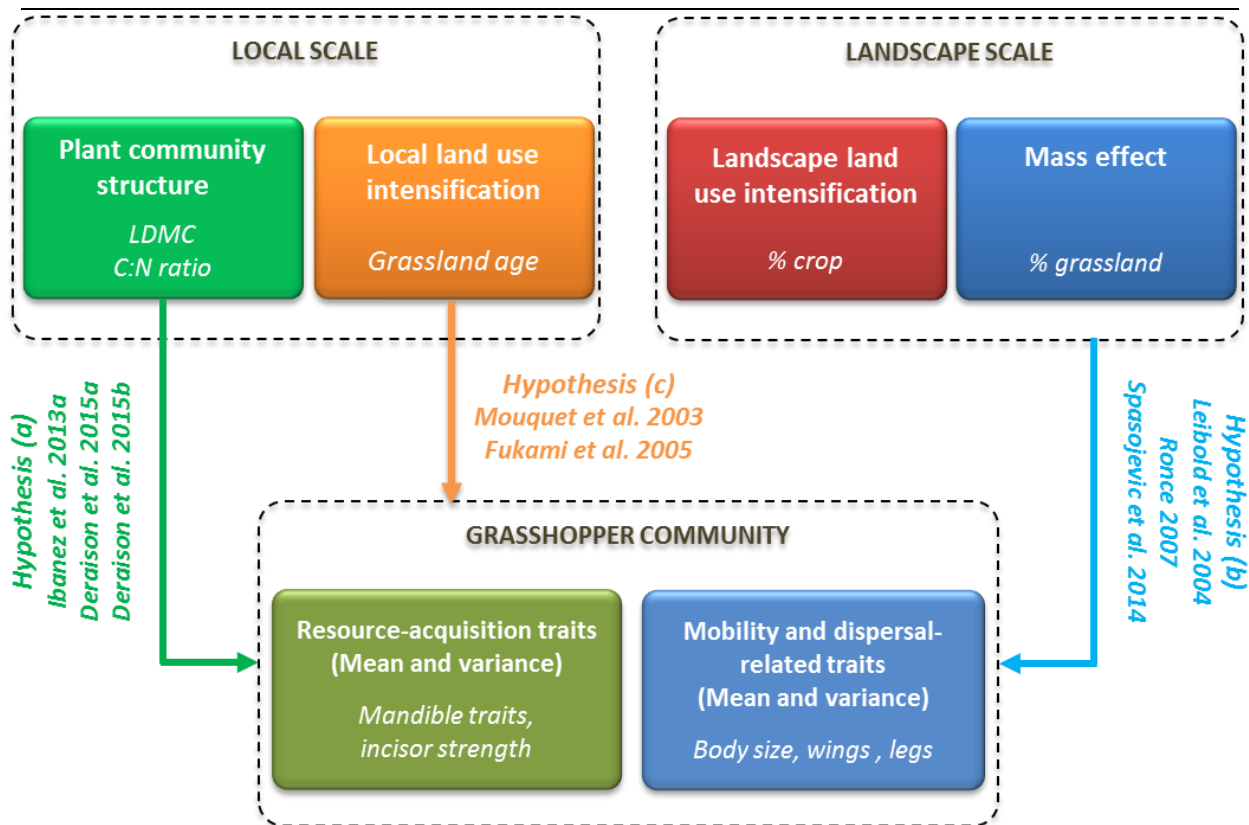 LOCAL SCALE
Plant community
structure
LDMC
C:N ratio
Local land use
intensification
Grassland age
LANDSCAPE SCALE
Landscape land
use intensification
% crop
Mass effect
% grassland
Hypothesis (a)
Ibanez et al. 2013a
Deraison et al. 2015a
Deraison et al. 2015b
Hypothesis (c)
Mouquet et al. 2003
Fukami et al. 2005
Hypothesis (b)
Leibold et al. 2004
Ronce 2007
Spasojevic et al. 2014
GRASSHOPPER COMMUNITY
Resource-acquisition traits
(Mean and variance)
Mandible traits,
incisor strength
Mobility and dispersal-
related traits
(Mean and variance)
Body size, wings , legs